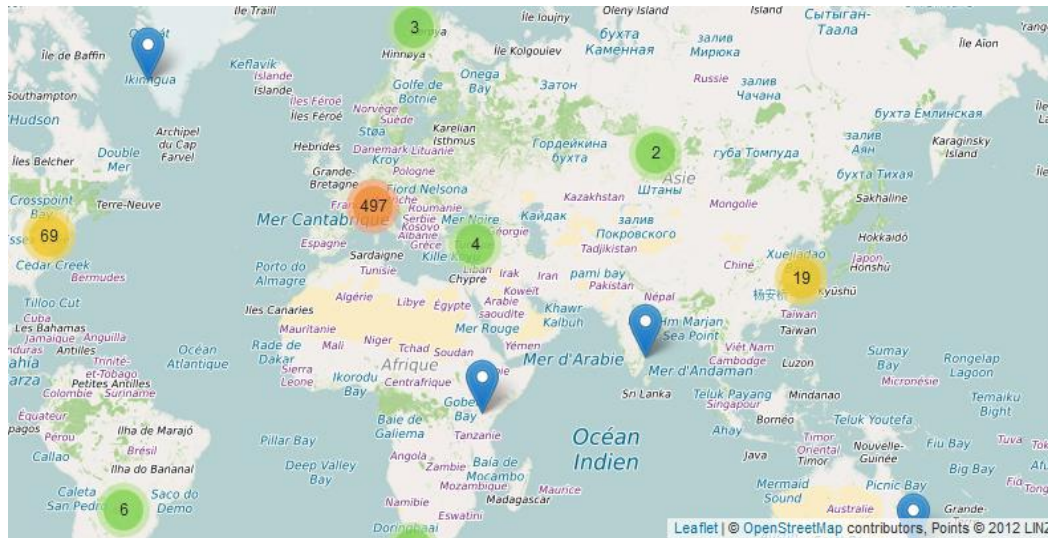 Île Traill
Oleny Island
Island
Сытыган-
Таала
3
Île Ioujny
бухта
Каменная
залив
Мирюка
Île de Baffin
Hinnøya
Île Kolgouiev
Île Aïon
Ikimigua
Keflavik
Islande
Islande
Golfe de
Botnie
Onega
Bay
Затон
Russie
залив
Чачана
Southampton
Îles Féroé
Îles Féroé
Norvège
Suède
Støa
Karelian
Isthmus
бухта Емлинская
d'Hudson
Archipel
du Cap
Farvel
Hébrides
Danemark
Lituanie
Kroy
Гордейкина
бухта
2
губа Томпуда
залив
Аян
Karaginsky
Island
Îles Belcher
Double
Mer
Grande-
Bretagne
Pologne
Fjord Nelsona
Asie
Штаны
бухта Тихая
Crosspoint
Terre-Neuve
497
Roumanie
Kazakhstan
Mongolie
Sakhaline
69
Mer Cantabrique
Serbie
Kosovo
Albanie
Grèce
Mer Noire
Géorgie
4
Кайдак
залив
Покровского
Hokkaidō
Espagne
Kille
Tadjikistan
Xuejiadao
Japon
Honshū
Cedar Creek
Bermudes
Porto do
Almagre
Sardaigne
Tunisie
Liban
Chypre
Irak
Iran
pami bay
Chine
19
Kyūshū
Tilloo Cut
Iles Canaries
Algérie
Libye
Égypte
Koweït
Arabie
saoudite
Pakistan
Khawr
Kalbuh
Népal
Taiwan
Taiwan
Cuba
Les Bahamas
Jamaïque
Anguilla
Antilles
Mauritanie
Mali
Niger
Tchad
Soudan
Mer Rouge
Yémen
Hm Marjan
Sea Point
Trinité-
et-Tobago
Océan
Atlantique
Rade de
Dakar
Afrique
Mer d'Arabie
Viêt Nam
Cambodge
Luzon
Sumay
Bay
Rongelap
Lagoon
Petites Antilles
Colombie
Suriname
Sierra
Leone
Ikorodu
Bay
Centrafrique
Mer d'Andaman
Micronésie
Équateur
Gobe
Bay
Sri Lanka
Teluk Payang
Singapour
Mindanao
Temaiku
Bight
Pérou
Ilha de Marajó
Baie de
Galiema
Tanzanie
Océan
Indien
Bornéo
Teluk Youtefa
Callao
Brésil
Pillar Bay
Ahay
Timor
Oriental
Timor
Nouvelle-
Guinée
Fiu Bay
Tuva
Ilha do Bananal
Deep Valley
Bay
Angola
Zambie
Baía de
Mocambo
Maurice
Java
Big Bay
Caleta
San Pedro
6
Saco do
Demo
Mozambique
Madagascar
Mermaid
Sound
Picnic Bay
Namibie
Eswatini
Australie
Grande-
Doringbaai
Leaflet | © OpenStreetMap contributors, Points © 2012 LINZ